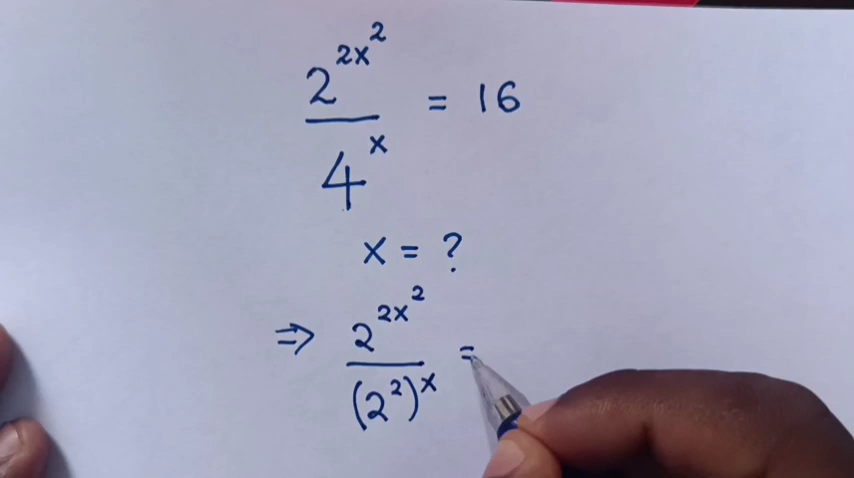 2^{2x^2} / 4^x = 16
x = ?
⇒ 2^{2x^2} / (2^2)^x =